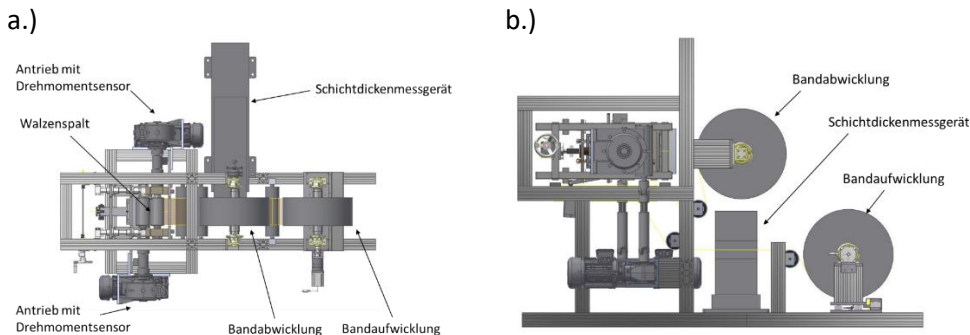 a.)
Antrieb mit
Drehmomentsensor
Walzenspalt
Schichtdickenmessgerät
Antrieb mit
Drehmomentsensor
Bandabwicklung
Bandaufwicklung
b.)
Bandabwicklung
Schichtdickenmessgerät
Bandaufwicklung